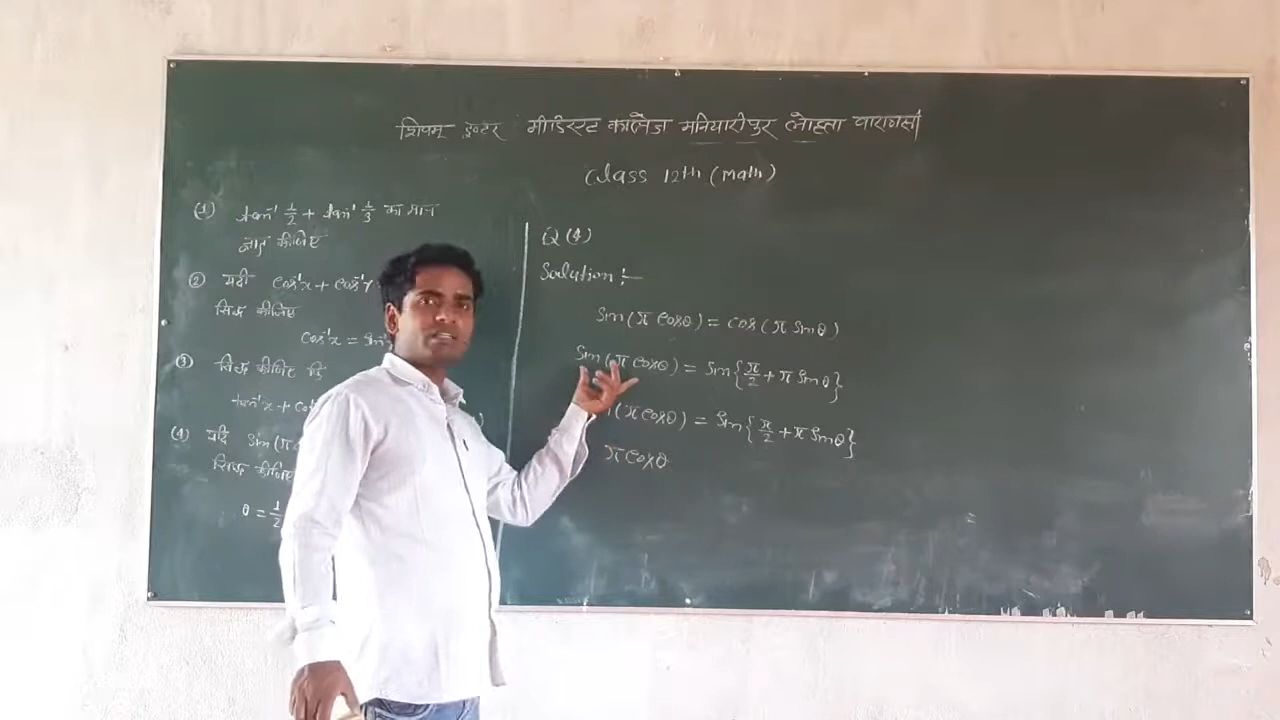 शिवम् इण्टर मीडिएट कालेज मनियारीपुर लोहता वाराणसी
Class 12th (Math)
(1) tan⁻¹ 1/2 + tan⁻¹ 1/3 का मान
ज्ञात कीजिए
(2) यदी cos⁻¹x + cos⁻¹y
सिद्ध कीजिए
cos⁻¹x = sin⁻¹
(3) सिद्ध कीजिए कि
tan⁻¹x + cot
(4) यदि sin(π
सिद्ध कीजिए
θ = 1/2
Q (4)
Solution :-
Sin(π cosθ) = cos(π sinθ)
Sin(π cosθ) = Sin{π/2 + π sinθ}
(π cosθ) = Sin{π/2 + π sinθ}
π cosθ
=